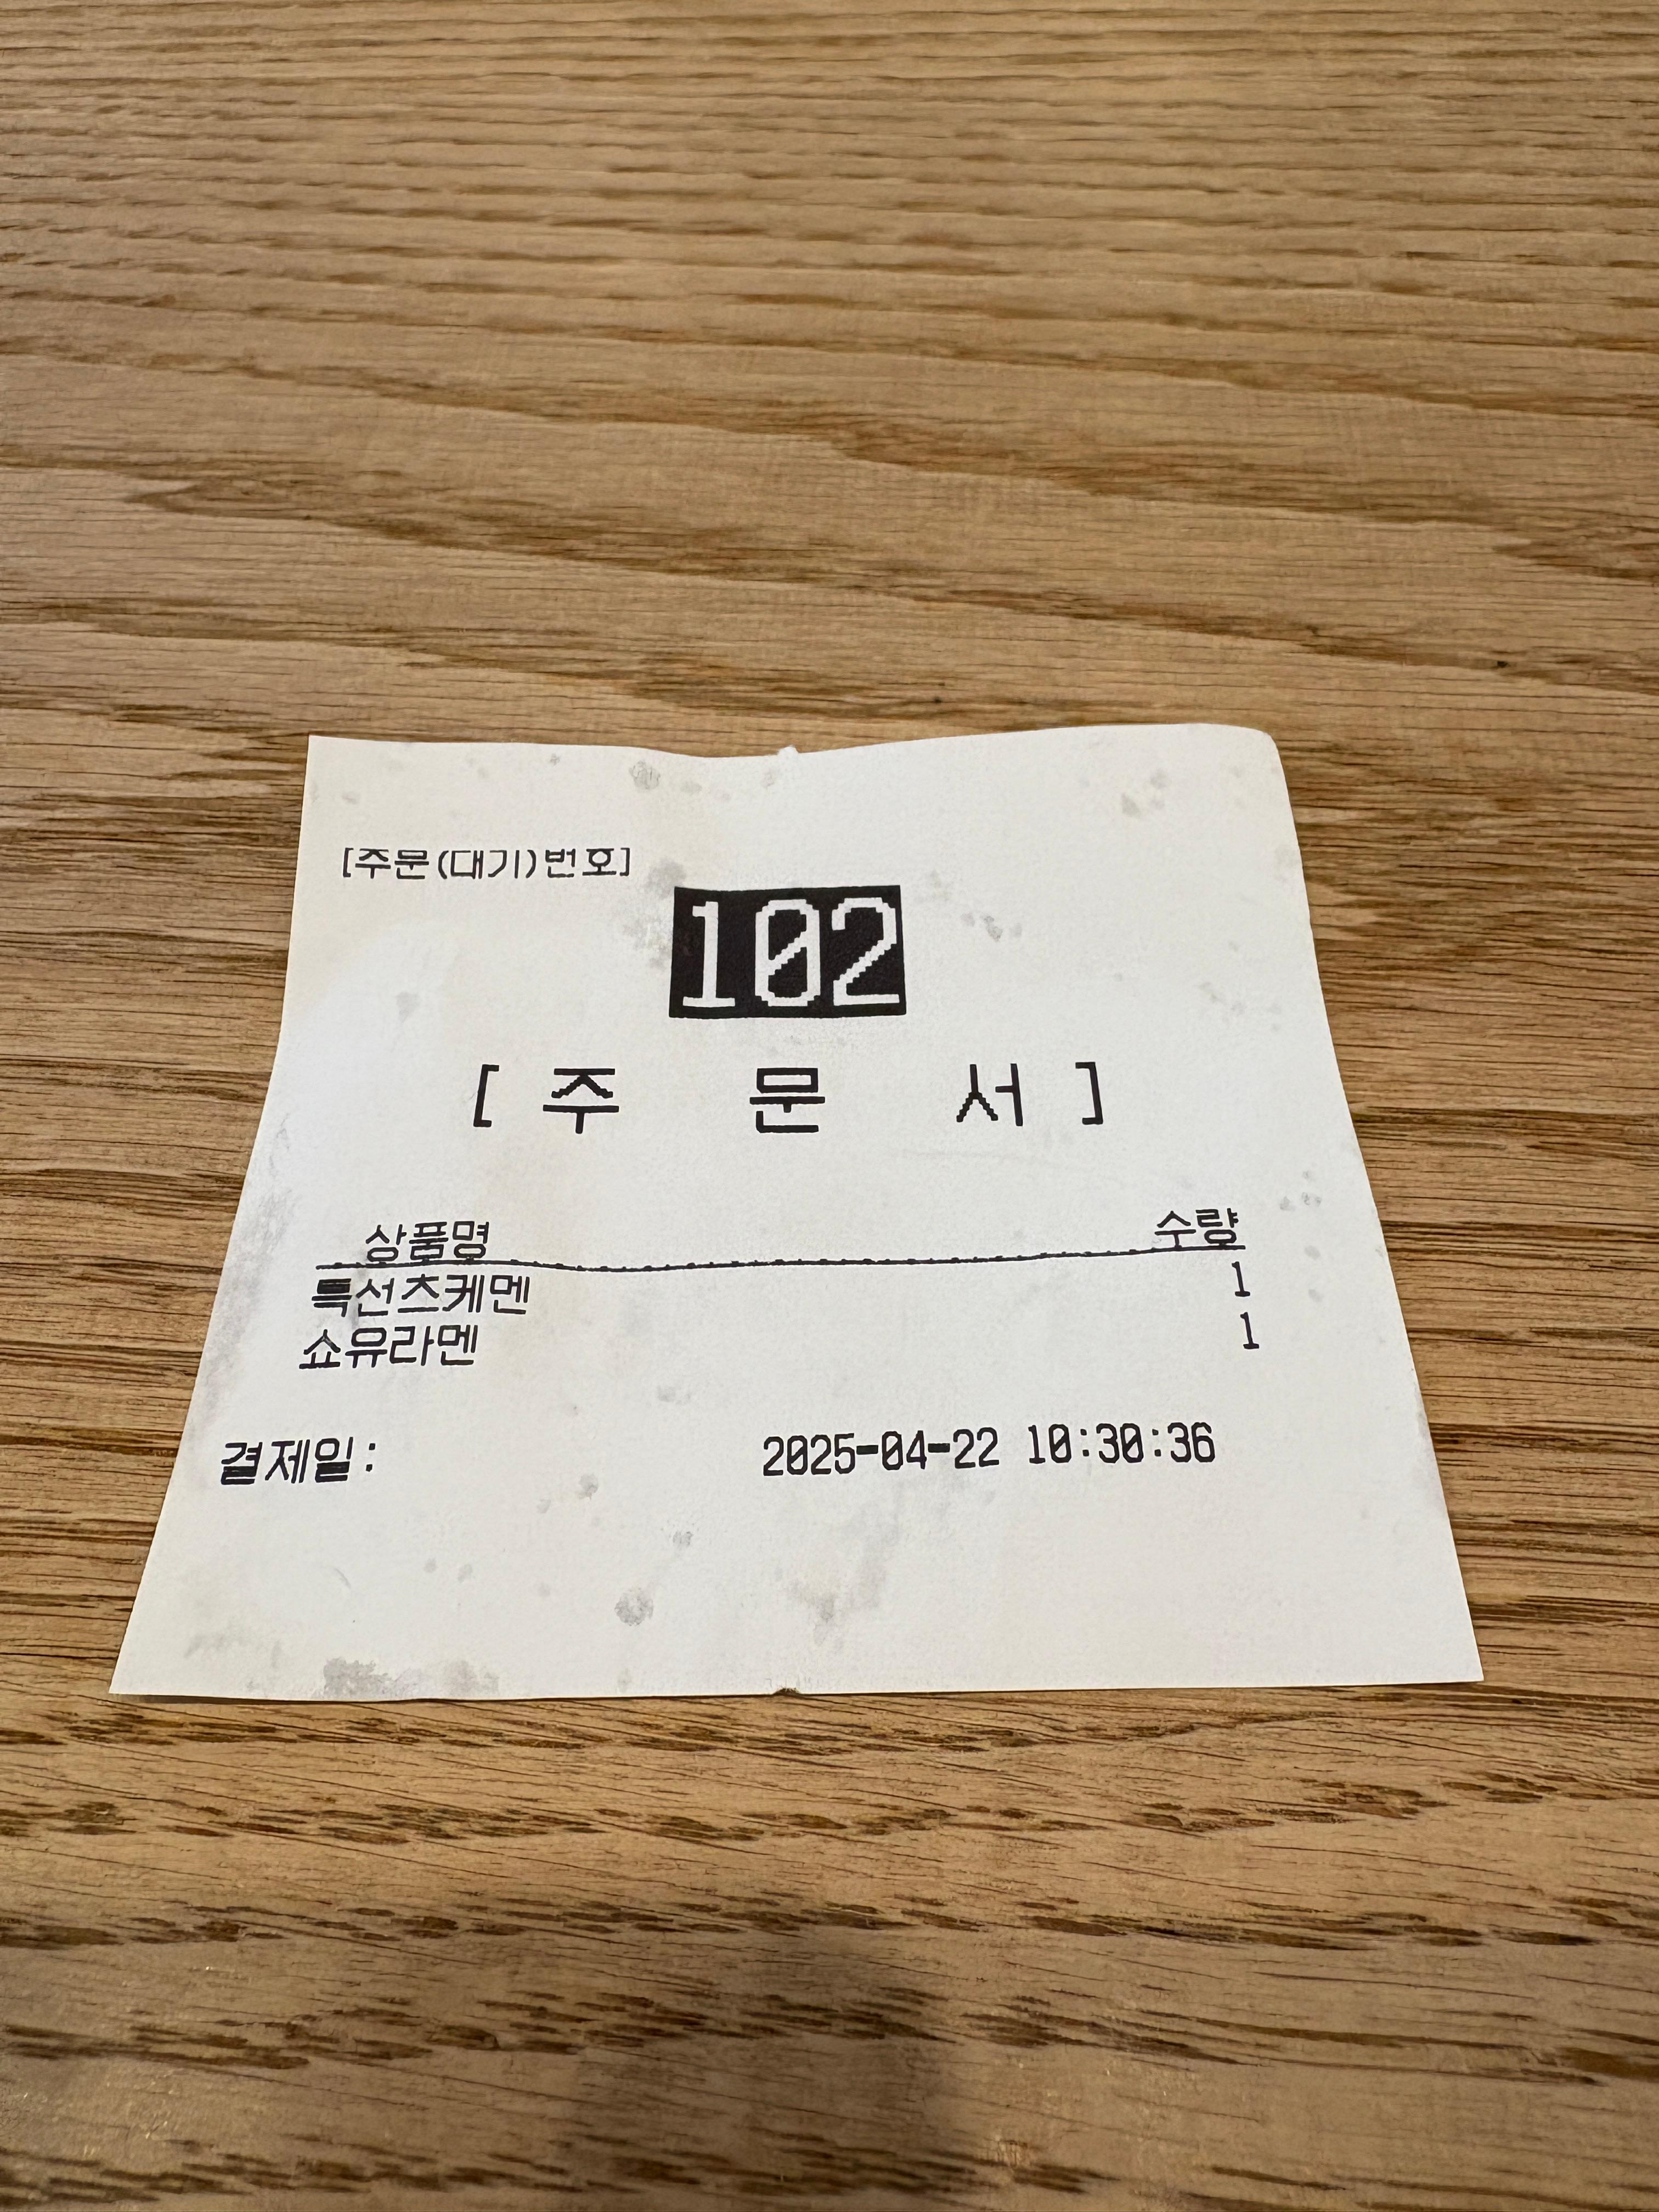 [주문(대기)번호]
102
[ 주 문 서 ]
상품명 수량
특선츠케멘 1
쇼유라멘 1
결제일: 2025-04-22 10:30:36